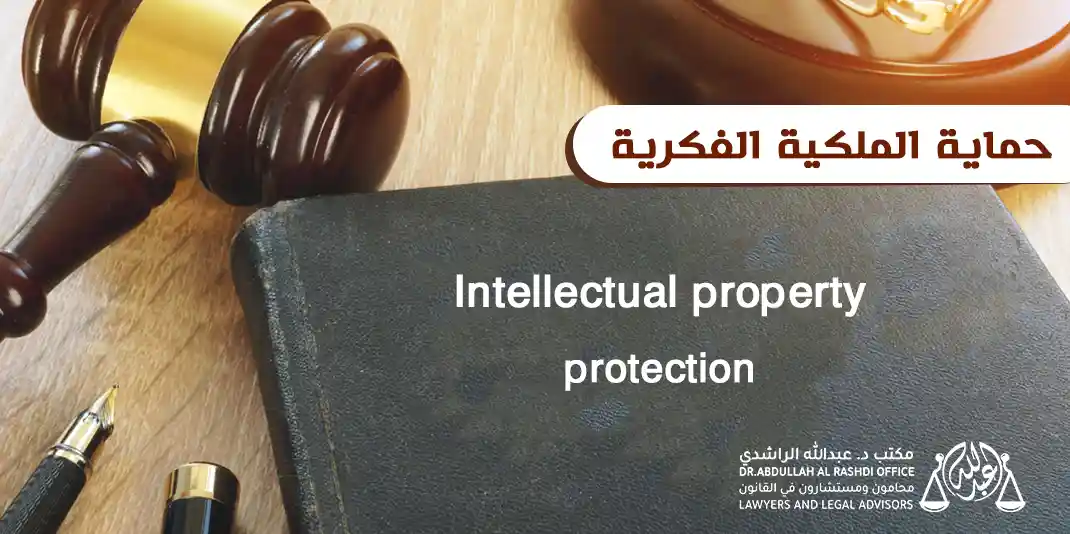 حماية الملكية الفكرية
Intellectual property
protection
مكتب د. عبدالله الراشدي
DR.ABDULLAH AL RASHDI OFFICE
محامون ومستشارون في القانون
LAWYERS AND LEGAL ADVISORS
عبدالله